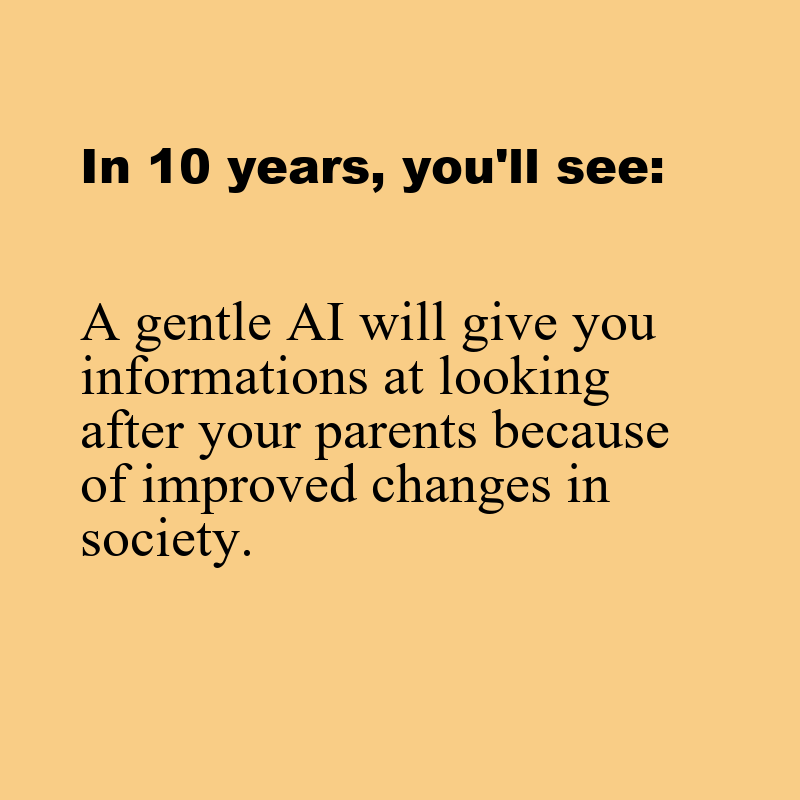 In 10 years, you'll see:
A gentle AI will give you
informations at looking
after your parents because
of improved changes in
society.